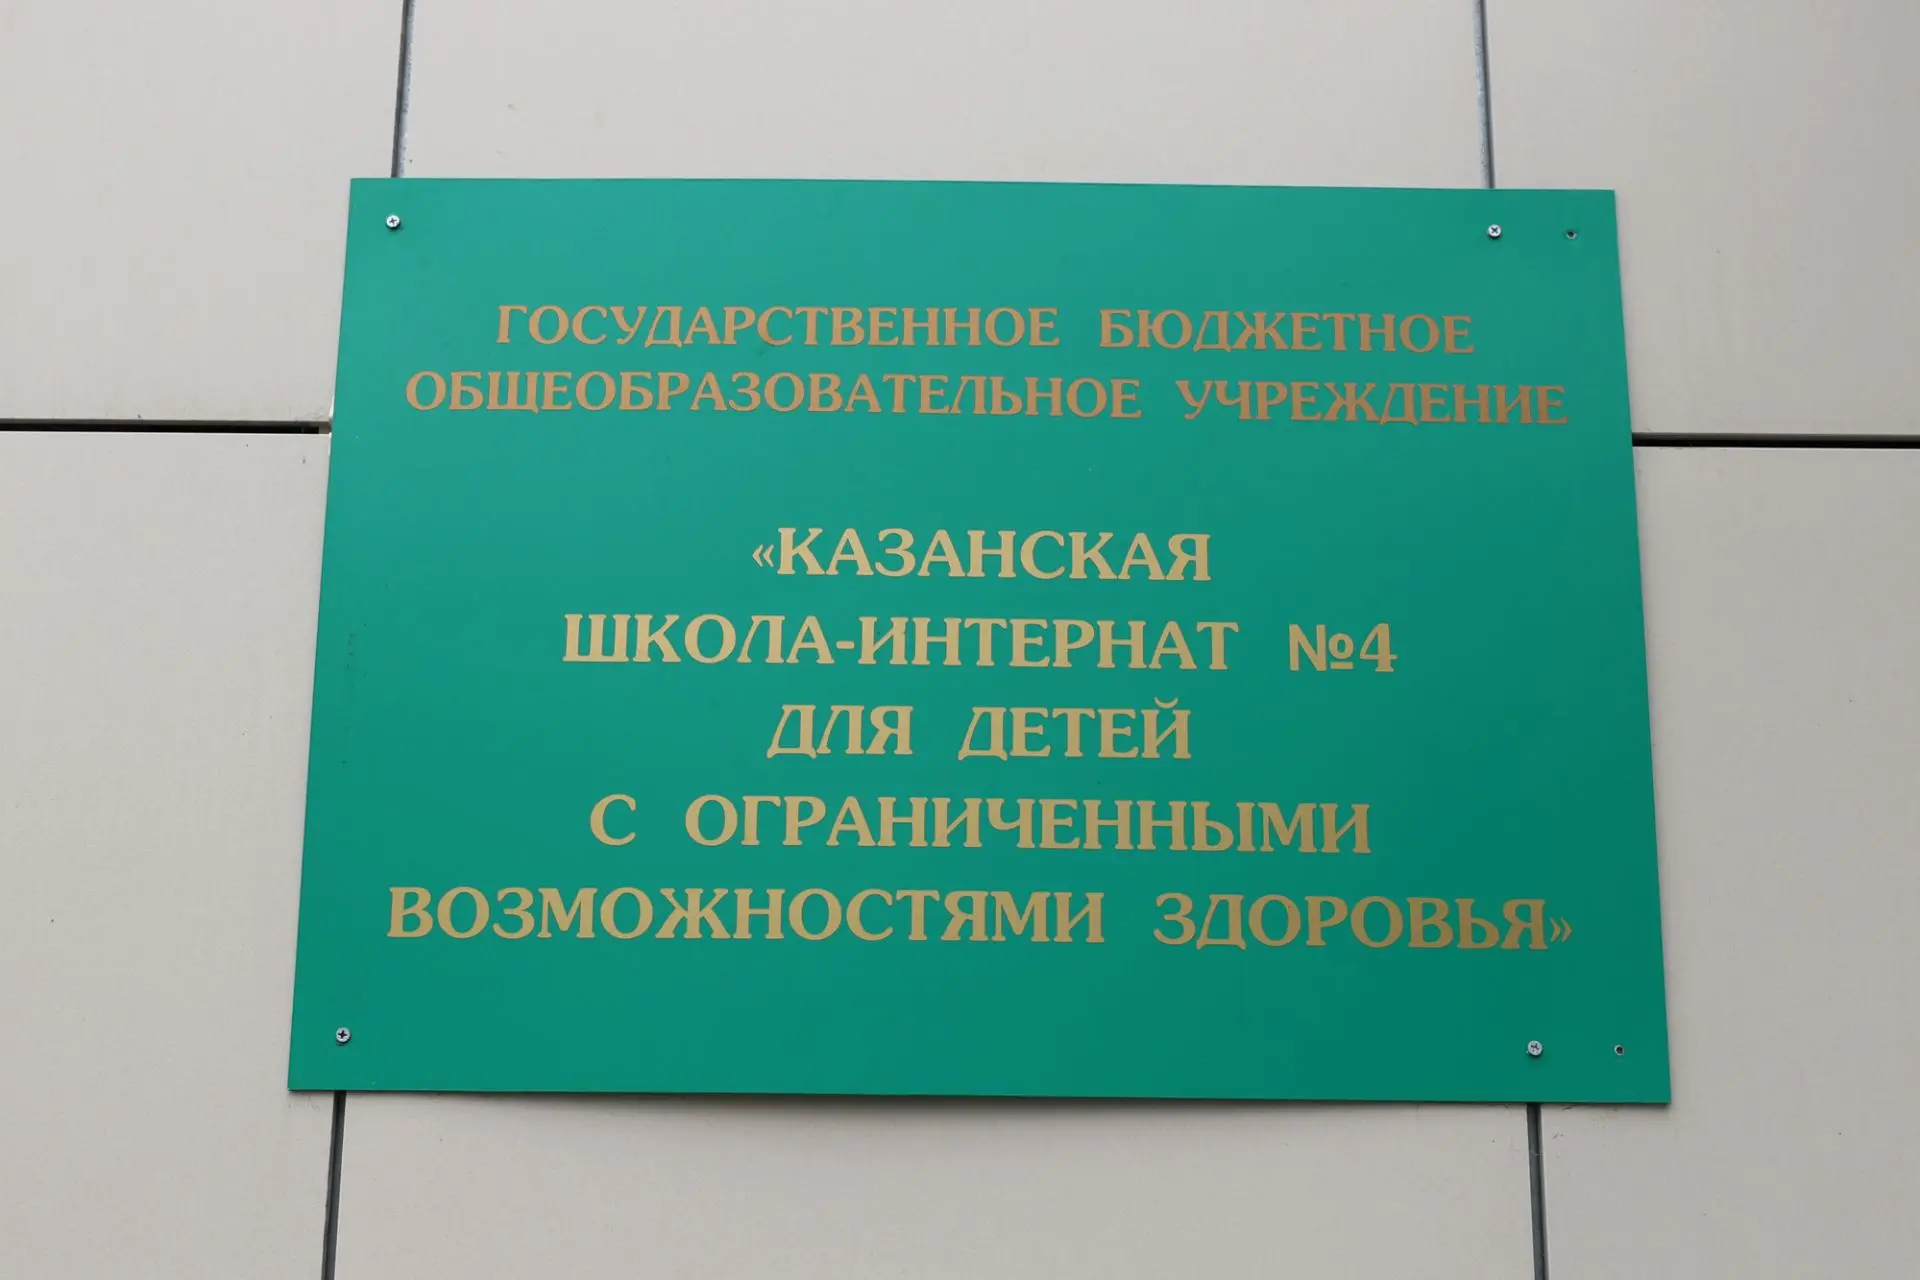 ГОСУДАРСТВЕННОЕ БЮДЖЕТНОЕ
ОБЩЕОБРАЗОВАТЕЛЬНОЕ УЧРЕЖДЕНИЕ
«КАЗАНСКАЯ
ШКОЛА-ИНТЕРНАТ №4
ДЛЯ ДЕТЕЙ
С ОГРАНИЧЕННЫМИ
ВОЗМОЖНОСТЯМИ ЗДОРОВЬЯ»